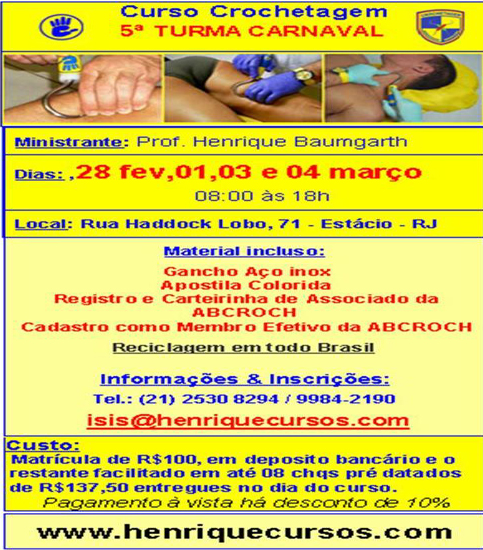 Curso Crochetagem
5ª TURMA CARNAVAL
Ministrante: Prof. Henrique Baumgarth
Dias: ,28 fev,01,03 e 04 março
08:00 às 18h
Local: Rua Haddock Lobo, 71 - Estácio - RJ
Material incluso:
Gancho Aço inox
Apostila Colorida
Registro e Carteirinha de Associado da
ABCROCH
Cadastro como Membro Efetivo da ABCROCH
Reciclagem em todo Brasil
Informações & Inscrições:
Tel.: (21) 2530 8294 / 9984-2190
isis@henriquecursos.com
Custo:
Matrícula de R$100, em deposito bancário e o
restante facilitado em até 08 chqs pré datados
de R$137,50 entregues no dia do curso.
Pagamento à vista há desconto de 10%
www.henriquecursos.com